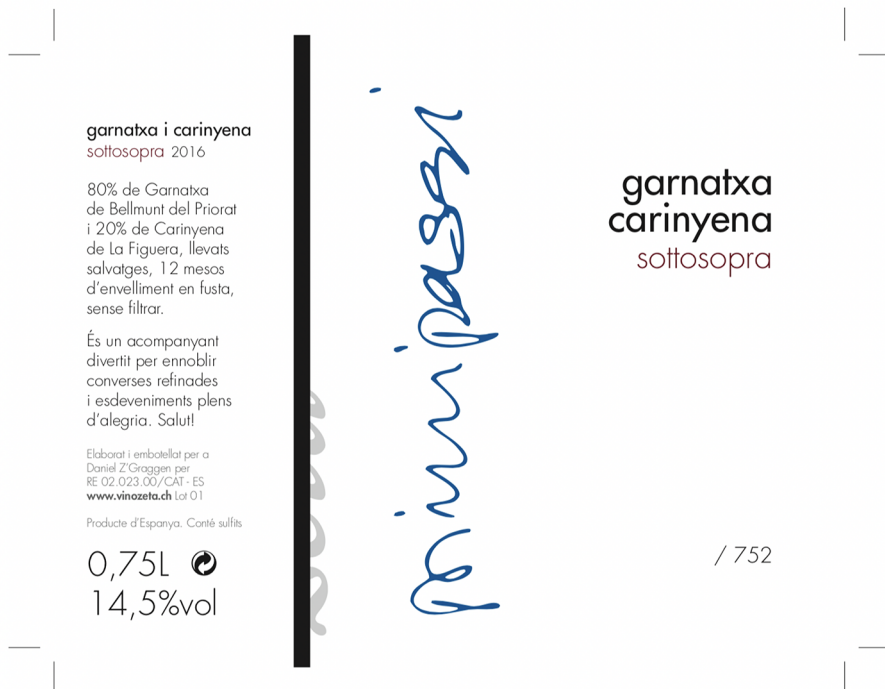 garnatxa i carinyena
sottosopra 2016
80% de Garnatxa
de Bellmunt del Priorat
i 20% de Carinyena
de La Figuera, llevats
salvatges, 12 mesos
d'envelliment en fusta,
sense filtrar.
És un acompanyant
divertit per ennoblir
converses refinades
i esdeveniments plens
d'alegria. Salut!
Elaborat i embotellat per a
Daniel Z'Graggen per
RE 02.023.00/CAT - ES
www.vinozeta.ch Lot 01
Producte d'Espanya. Conté sulfits
0,75L
14,5%vol
primipassi
garnatxa
carinyena
sottosopra
/ 752